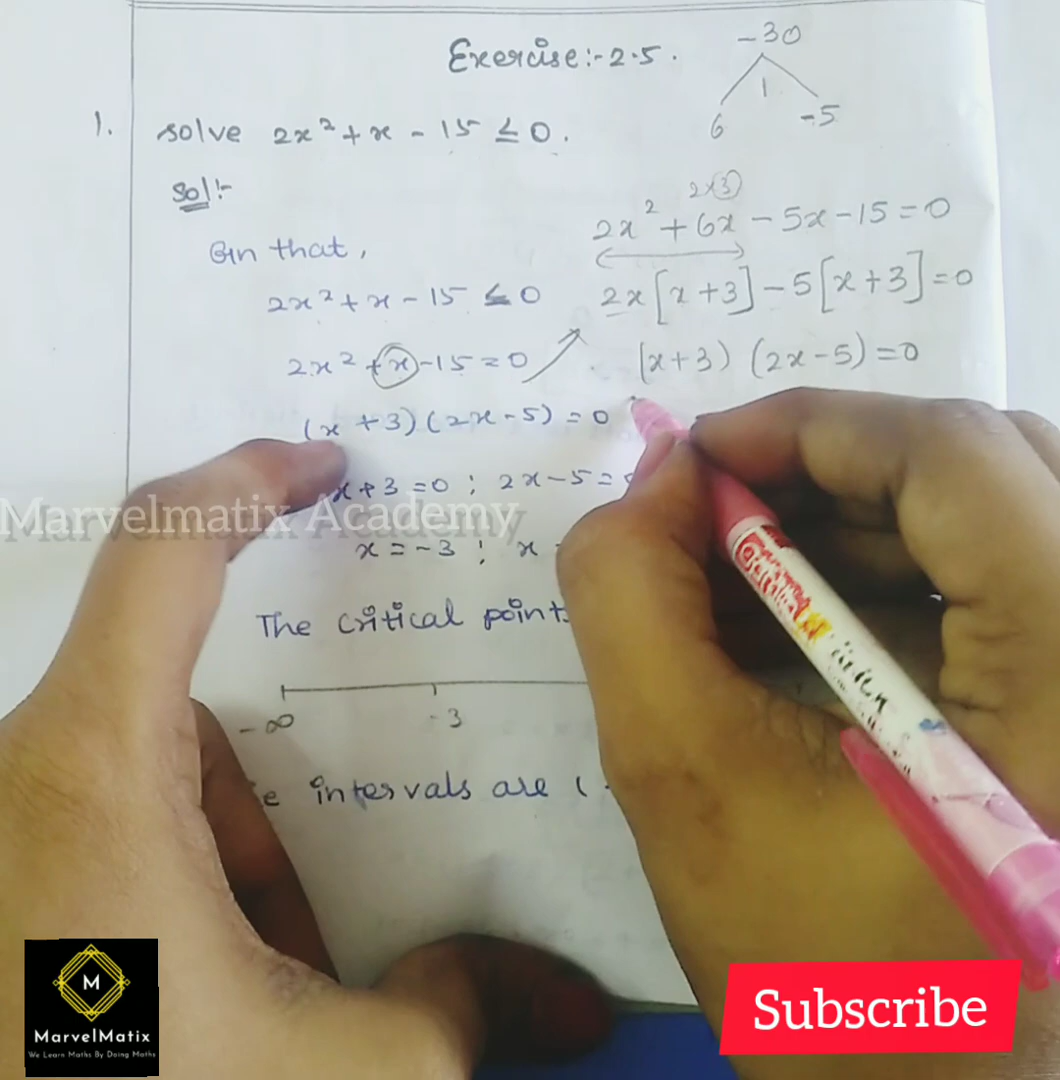 Exercise:- 2.5.
-30
1
6 -5
1. solve 2x² + x - 15 ≤ 0.
Sol:-
Gn that,
2x² + x - 15 ≤ 0
2x² + x - 15 = 0
(x + 3) (2x - 5) = 0
x + 3 = 0 ; 2x - 5 =
x = -3 ; x
The critical point
-∞ -3
intervals are (
2×3
2x² + 6x - 5x - 15 = 0
2x [x + 3] - 5 [x + 3] = 0
(x + 3) (2x - 5) = 0
Marvelmatix Academy
M
MarvelMatix
We Learn Maths By Doing Maths
Subscribe